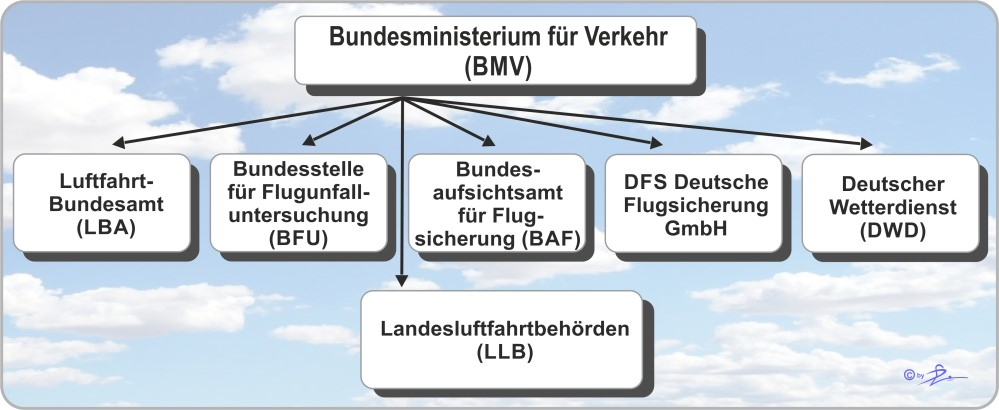 Bundesministerium für Verkehr
(BMV)
Luftfahrt-
Bundesamt
(LBA)
Bundesstelle
für Flugunfall-
untersuchung
(BFU)
Bundes-
aufsichtsamt
für Flug-
sicherung (BAF)
DFS Deutsche
Flugsicherung
GmbH
Deutscher
Wetterdienst
(DWD)
Landesluftfahrtbehörden
(LLB)
© by